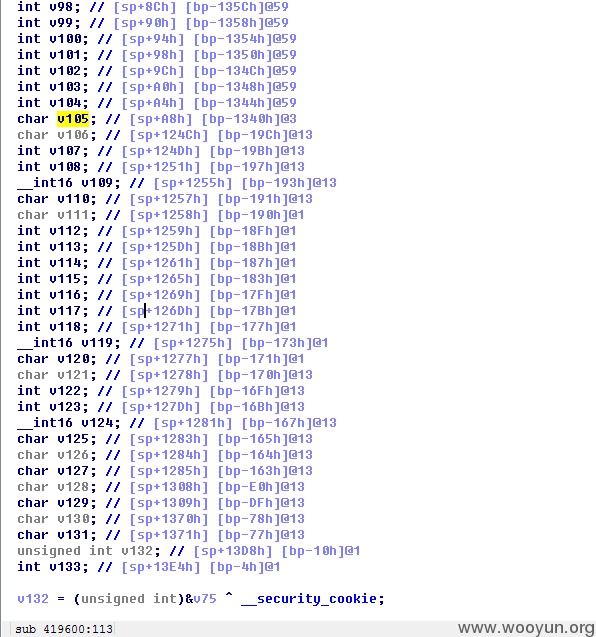 int v98; // [sp+8Ch] [bp-135Ch]@59
int v99; // [sp+90h] [bp-1358h]@59
int v100; // [sp+94h] [bp-1354h]@59
int v101; // [sp+98h] [bp-1350h]@59
int v102; // [sp+9Ch] [bp-134Ch]@59
int v103; // [sp+A0h] [bp-1348h]@59
int v104; // [sp+A4h] [bp-1344h]@59
char v105; // [sp+A8h] [bp-1340h]@3
char v106; // [sp+124Ch] [bp-19Ch]@13
int v107; // [sp+124Dh] [bp-19Bh]@13
int v108; // [sp+1251h] [bp-197h]@13
__int16 v109; // [sp+1255h] [bp-193h]@13
char v110; // [sp+1257h] [bp-191h]@13
char v111; // [sp+1258h] [bp-190h]@1
int v112; // [sp+1259h] [bp-18Fh]@1
int v113; // [sp+125Dh] [bp-18Bh]@1
int v114; // [sp+1261h] [bp-187h]@1
int v115; // [sp+1265h] [bp-183h]@1
int v116; // [sp+1269h] [bp-17Fh]@1
int v117; // [sp+126Dh] [bp-17Bh]@1
int v118; // [sp+1271h] [bp-177h]@1
__int16 v119; // [sp+1275h] [bp-173h]@1
char v120; // [sp+1277h] [bp-171h]@1
char v121; // [sp+1278h] [bp-170h]@13
int v122; // [sp+1279h] [bp-16Fh]@13
int v123; // [sp+127Dh] [bp-16Bh]@13
__int16 v124; // [sp+1281h] [bp-167h]@13
char v125; // [sp+1283h] [bp-165h]@13
char v126; // [sp+1284h] [bp-164h]@13
char v127; // [sp+1285h] [bp-163h]@13
char v128; // [sp+1308h] [bp-E0h]@13
char v129; // [sp+1309h] [bp-DFh]@13
char v130; // [sp+1370h] [bp-78h]@13
char v131; // [sp+1371h] [bp-77h]@13
unsigned int v132; // [sp+13D8h] [bp-10h]@1
int v133; // [sp+13E4h] [bp-4h]@1
v132 = (unsigned int)&v75 ^ __security_cookie;
sub_419600:113
www.wooyun.org